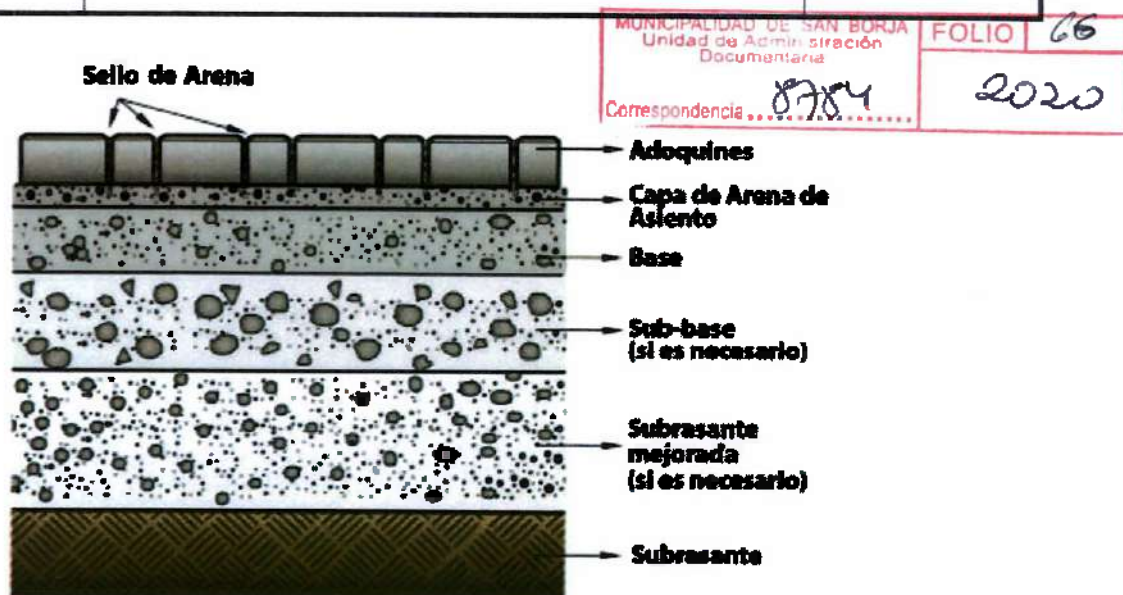 MUNICIPALIDAD DE SAN BORJA
Unidad de Administración
Documentaria
Correspondencia 8784
FOLIO 66
2020
Sello de Arena
Adoquines
Capa de Arena de
Asiento
Base
Sub-base
(si es necesario)
Subrasante
mejorada
(si es necesario)
Subrasante